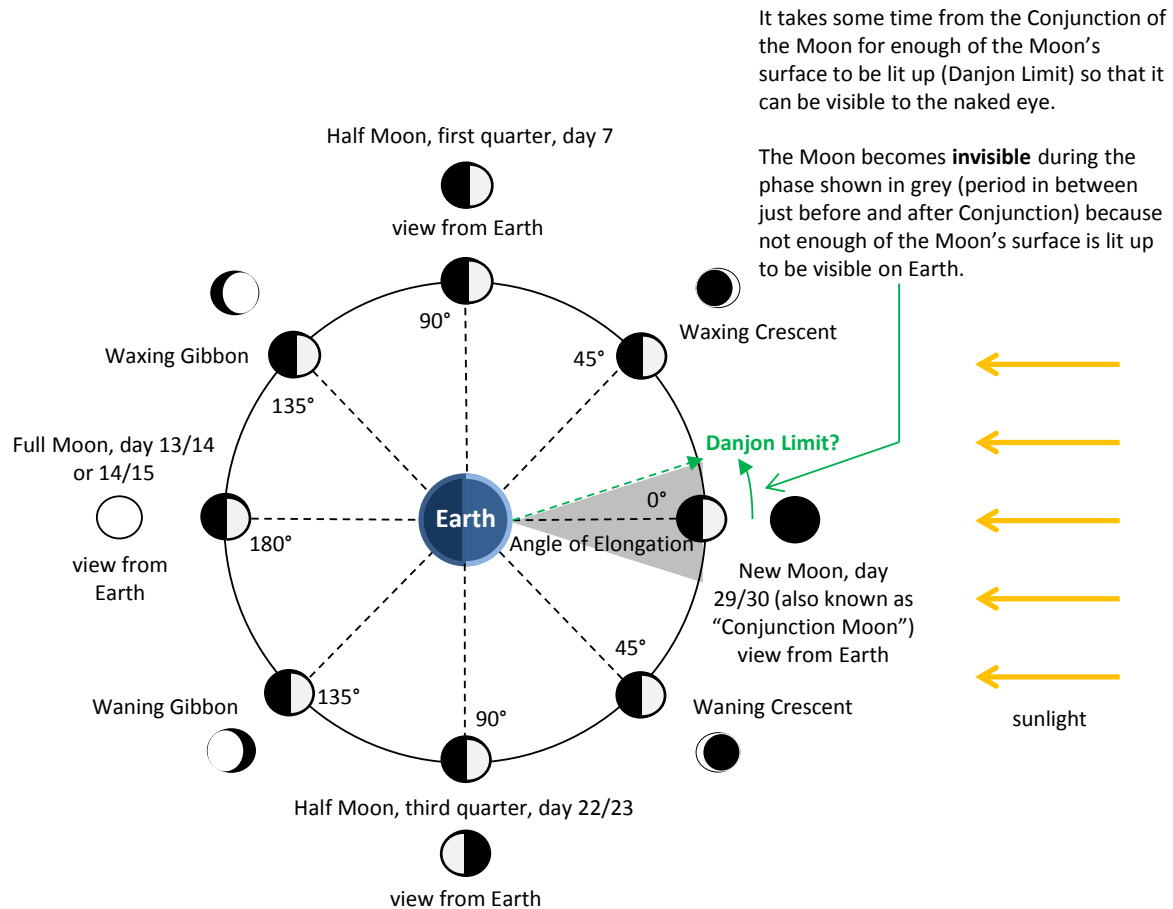 It takes some time from the Conjunction of
the Moon for enough of the Moon’s
surface to be lit up (Danjon Limit) so that it
can be visible to the naked eye.
The Moon becomes invisible during the
phase shown in grey (period in between
just before and after Conjunction) because
not enough of the Moon’s surface is lit up
to be visible on Earth.
Half Moon, first quarter, day 7
view from Earth
90°
Waxing Crescent
45°
Waxing Gibbon
135°
Full Moon, day 13/14
or 14/15
view from
Earth
180°
Earth
Danjon Limit?
0°
Angle of Elongation
New Moon, day
29/30 (also known as
“Conjunction Moon”)
view from Earth
45°
Waning Crescent
sunlight
135°
Waning Gibbon
90°
Half Moon, third quarter, day 22/23
view from Earth